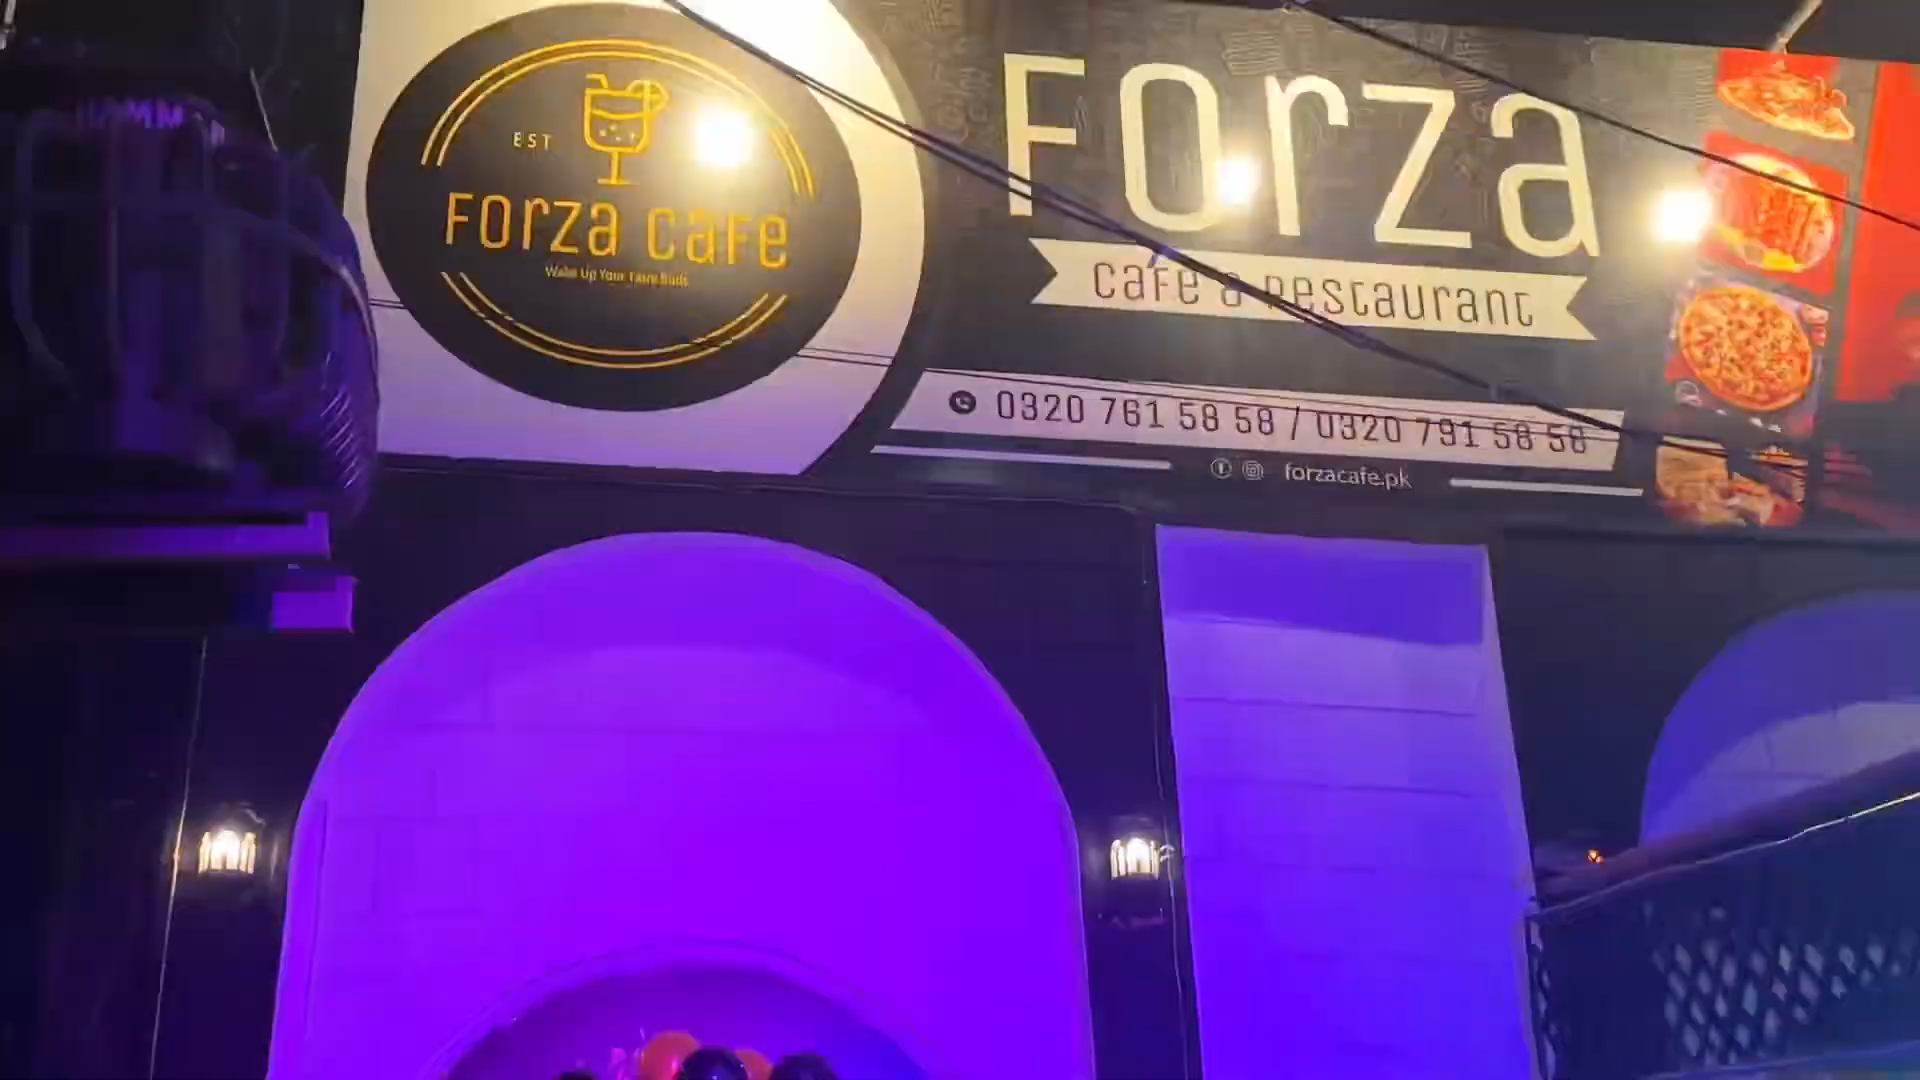 EST
Forza Cafe
Wake Up Your Taste Buds
Forza
Cafe & Restaurant
0320 761 58 58 / 0320 791 58 58
forzacafe.pk